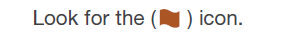 Look for the ( ) icon.